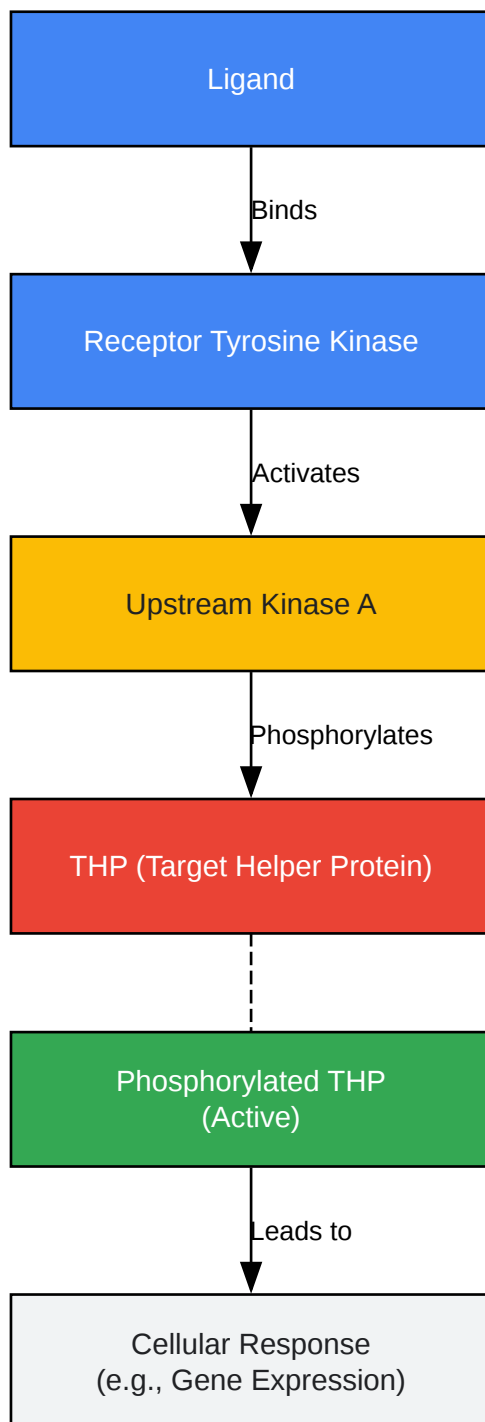 Ligand
Binds
Receptor Tyrosine Kinase
Activates
Upstream Kinase A
Phosphorylates
THP (Target Helper Protein)
Phosphorylated THP
(Active)
Leads to
Cellular Response
(e.g., Gene Expression)